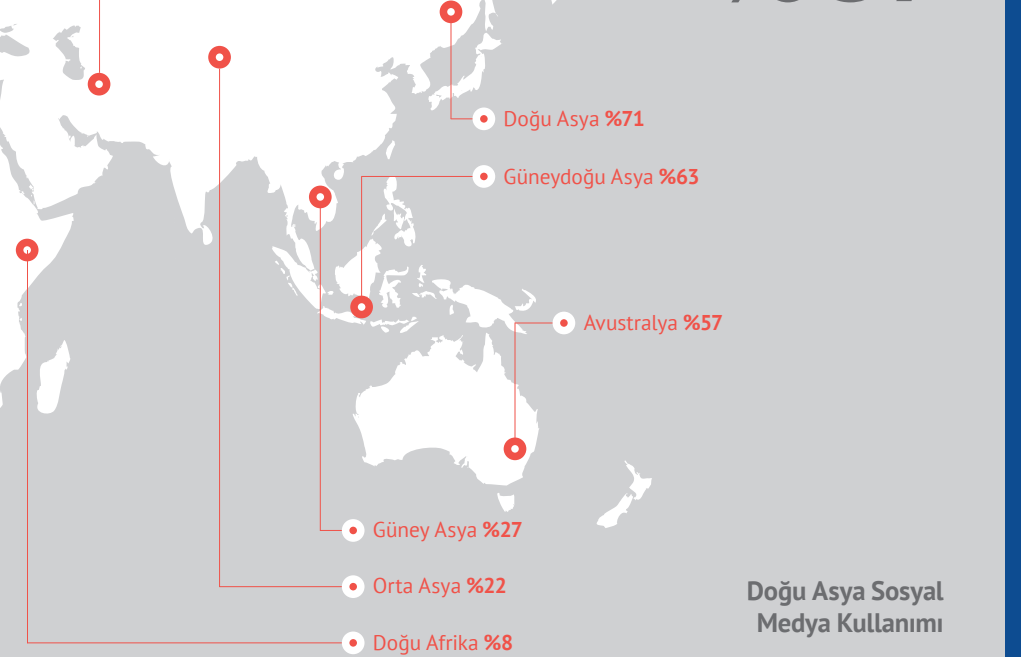 Doğu Asya %71
Güneydoğu Asya %63
Avustralya %57
Güney Asya %27
Orta Asya %22
Doğu Afrika %8
Doğu Asya Sosyal
Medya Kullanımı